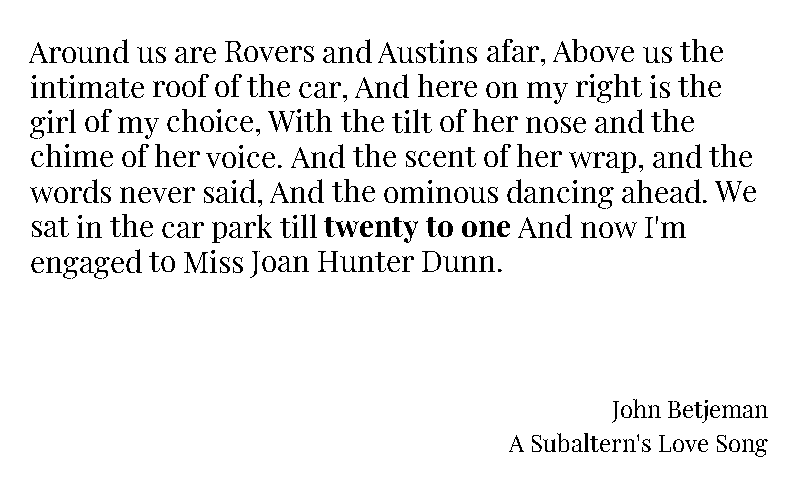 Around us are Rovers and Austins afar, Above us the
intimate roof of the car, And here on my right is the
girl of my choice, With the tilt of her nose and the
chime of her voice. And the scent of her wrap, and the
words never said, And the ominous dancing ahead. We
sat in the car park till twenty to one And now I'm
engaged to Miss Joan Hunter Dunn.
John Betjeman
A Subaltern's Love Song